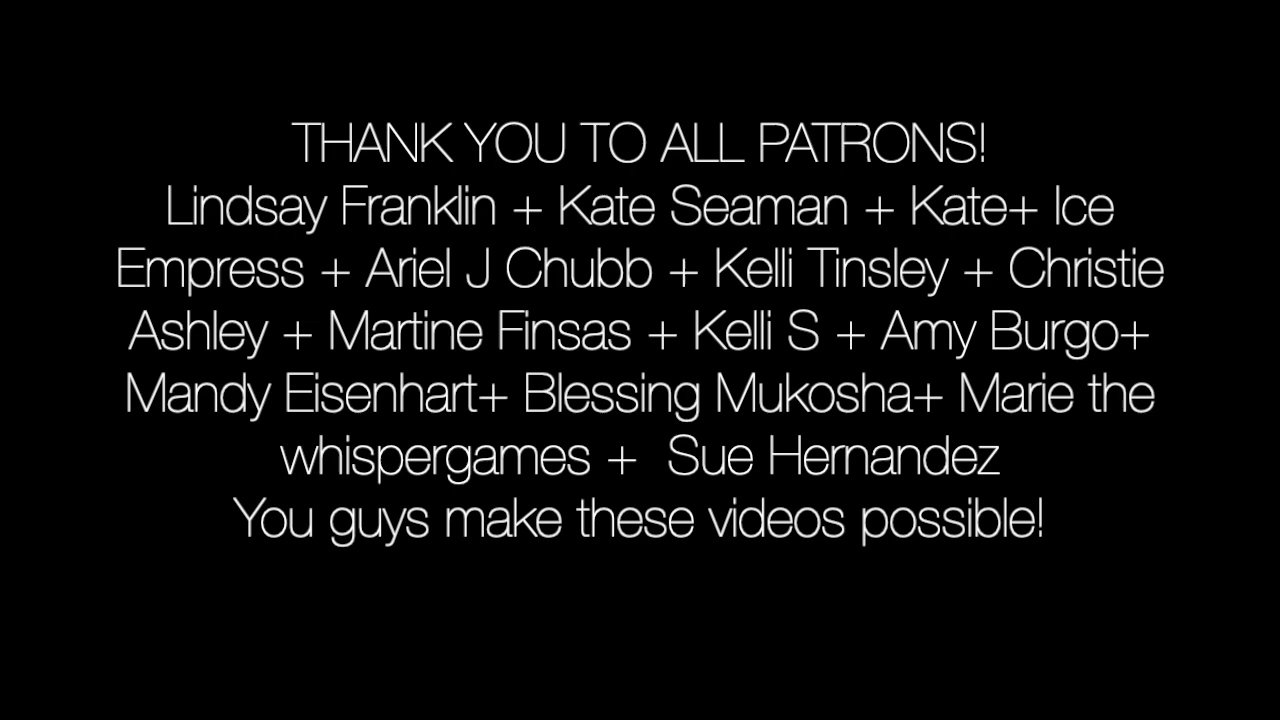 THANK YOU TO ALL PATRONS!
Lindsay Franklin + Kate Seaman + Kate+ Ice
Empress + Ariel J Chubb + Kelli Tinsley + Christie
Ashley + Martine Finsas + Kelli S + Amy Burgo+
Mandy Eisenhart+ Blessing Mukosha+ Marie the
whispergames +  Sue Hernandez
You guys make these videos possible!